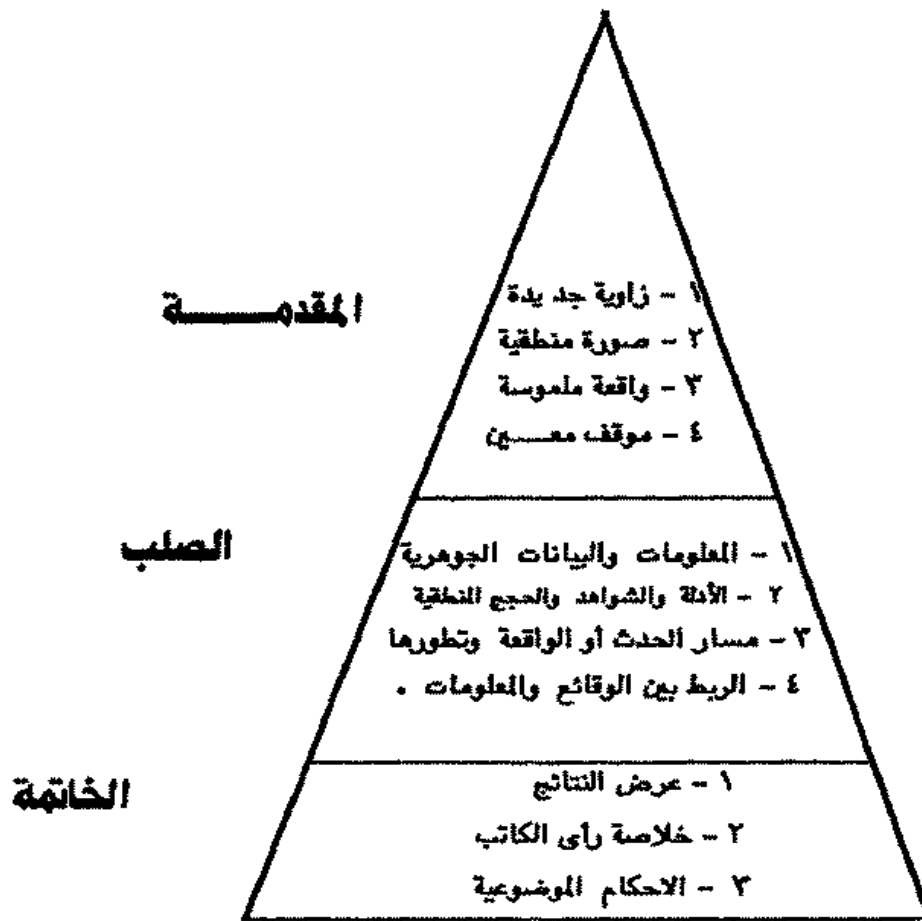 المقدمـــــــة
١ - زاوية جديدة
٢ - صورة منطقية
٣ - واقعة ملموسة
٤ - موقف معـــين
الصلب
١ - المعلومات والبيانات الجوهرية
٢ - الأدلة والشواهد والحجج المنطقية
٣ - مسار الحدث أو الواقعة وتطورها
٤ - الربط بين الوقائع والمعلومات .
الخاتمة
١ - عرض النتائج
٢ - خلاصة رأى الكاتب
٣ - الاحكام الموضوعية